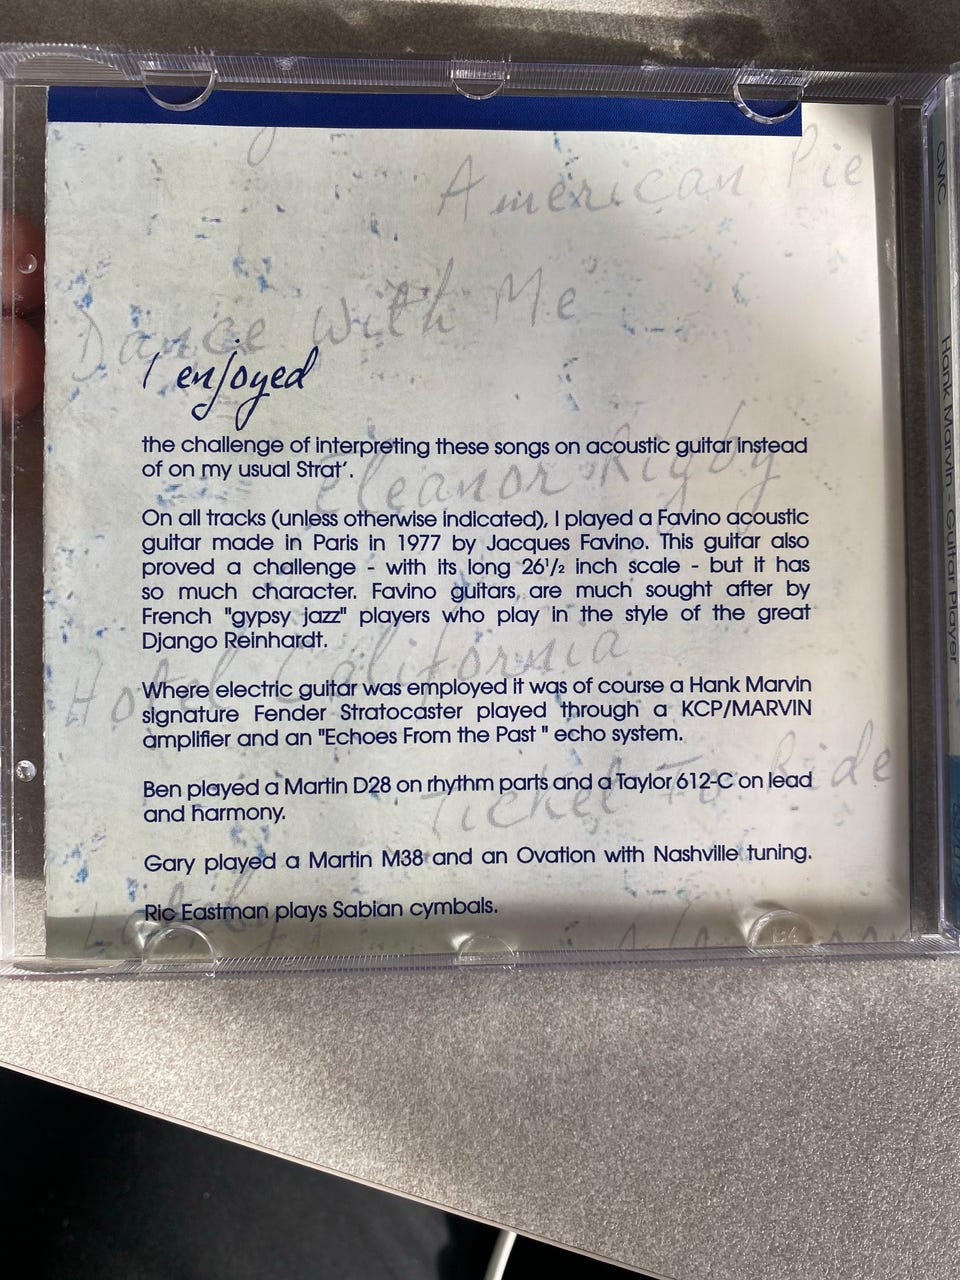 American Pie
Dance With Me
I enjoyed
the challenge of interpreting these songs on acoustic guitar instead
of on my usual Strat'.
Eleanor Rigby
On all tracks (unless otherwise indicated), I played a Favino acoustic
guitar made in Paris in 1977 by Jacques Favino. This guitar also
proved a challenge - with its long 26½ inch scale - but it has
so much character. Favino guitars, are much sought after by
French "gypsy jazz" players who play in the style of the great
Django Reinhardt.
Hotel California
Where electric guitar was employed it was of course a Hank Marvin
signature Fender Stratocaster played through a KCP/MARVIN
amplifier and an "Echoes From the Past " echo system.
Ticket To Ride
Ben played a Martin D28 on rhythm parts and a Taylor 612-C on lead
and harmony.
Gary played a Martin M38 and an Ovation with Nashville tuning.
Ric Eastman plays Sabian cymbals.
CMC
Hank Marvin - Guitar Player